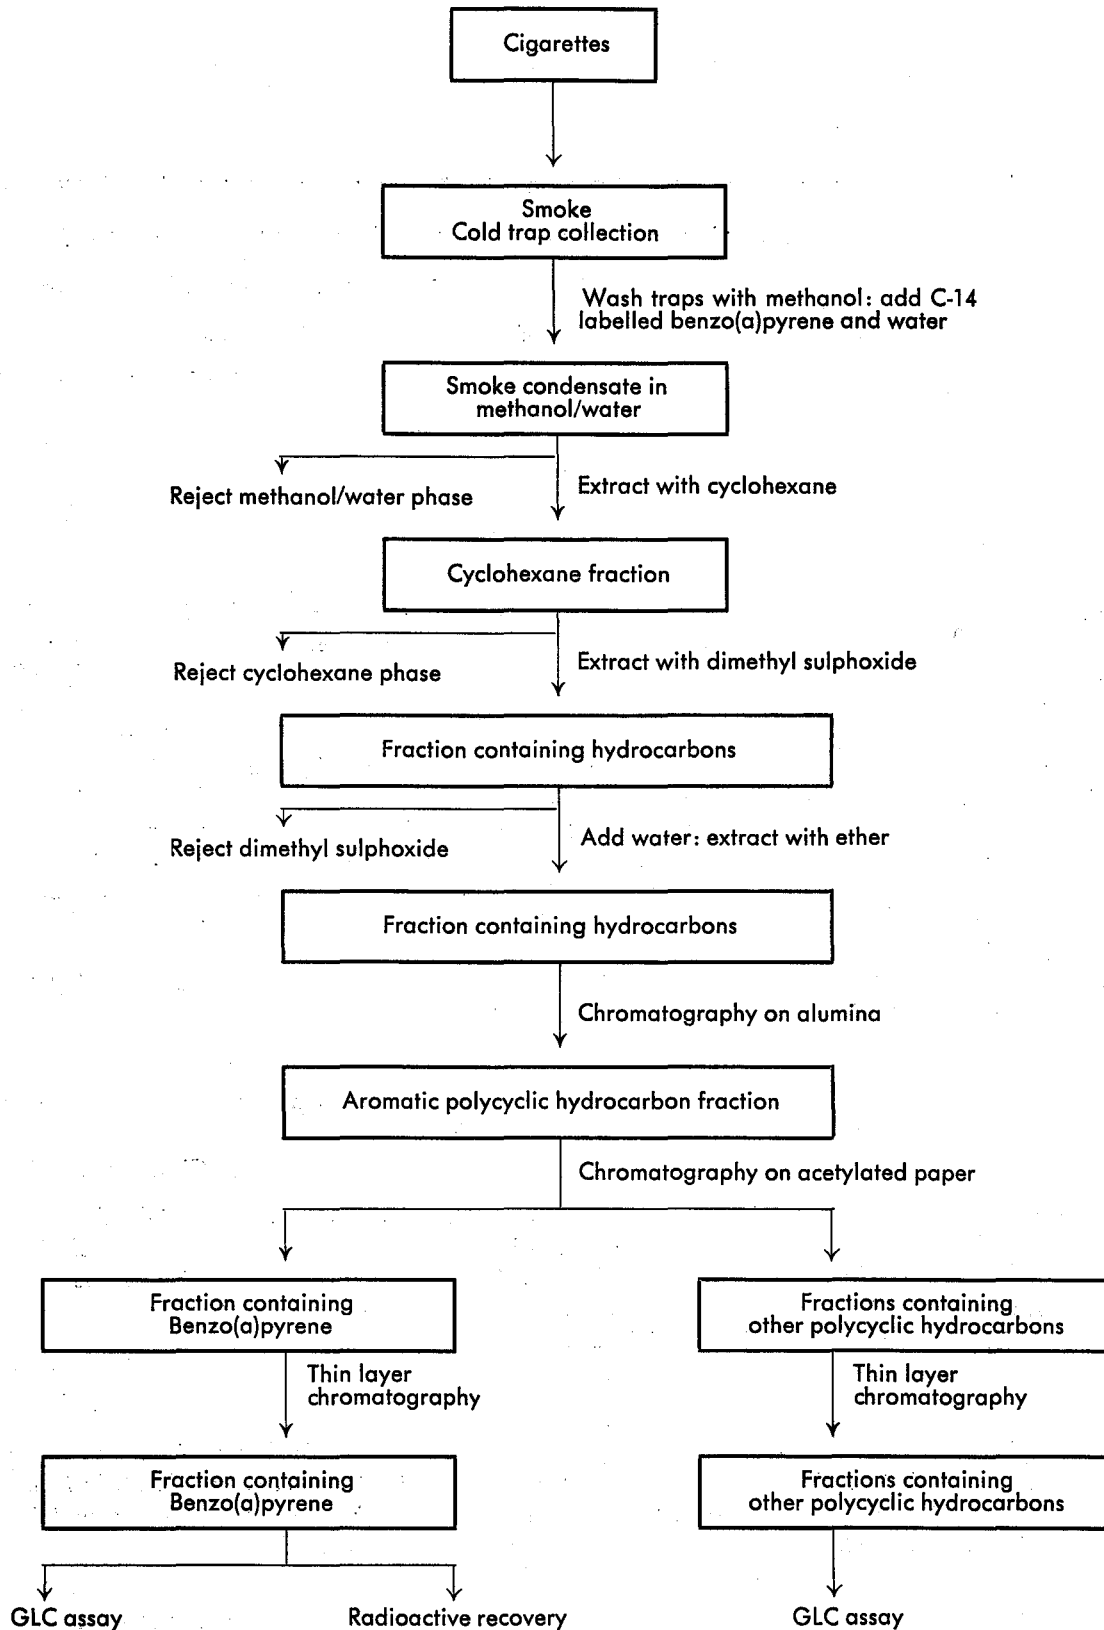 Cigarettes
Smoke
Cold trap collection
Wash traps with methanol: add C-14
labelled benzo(a)pyrene and water
Smoke condensate in
methanol/water
Reject methanol/water phase
Extract with cyclohexane
Cyclohexane fraction
Reject cyclohexane phase
Extract with dimethyl sulphoxide
Fraction containing hydrocarbons
Reject dimethyl sulphoxide
Add water: extract with ether
Fraction containing hydrocarbons
Chromatography on alumina
Aromatic polycyclic hydrocarbon fraction
Chromatography on acetylated paper
Fraction containing
Benzo(a)pyrene
Fractions containing
other polycyclic hydrocarbons
Thin layer
chromatography
Thin layer
chromatography
Fraction containing
Benzo(a)pyrene
Fractions containing
other polycyclic hydrocarbons
GLC assay
Radioactive recovery
GLC assay